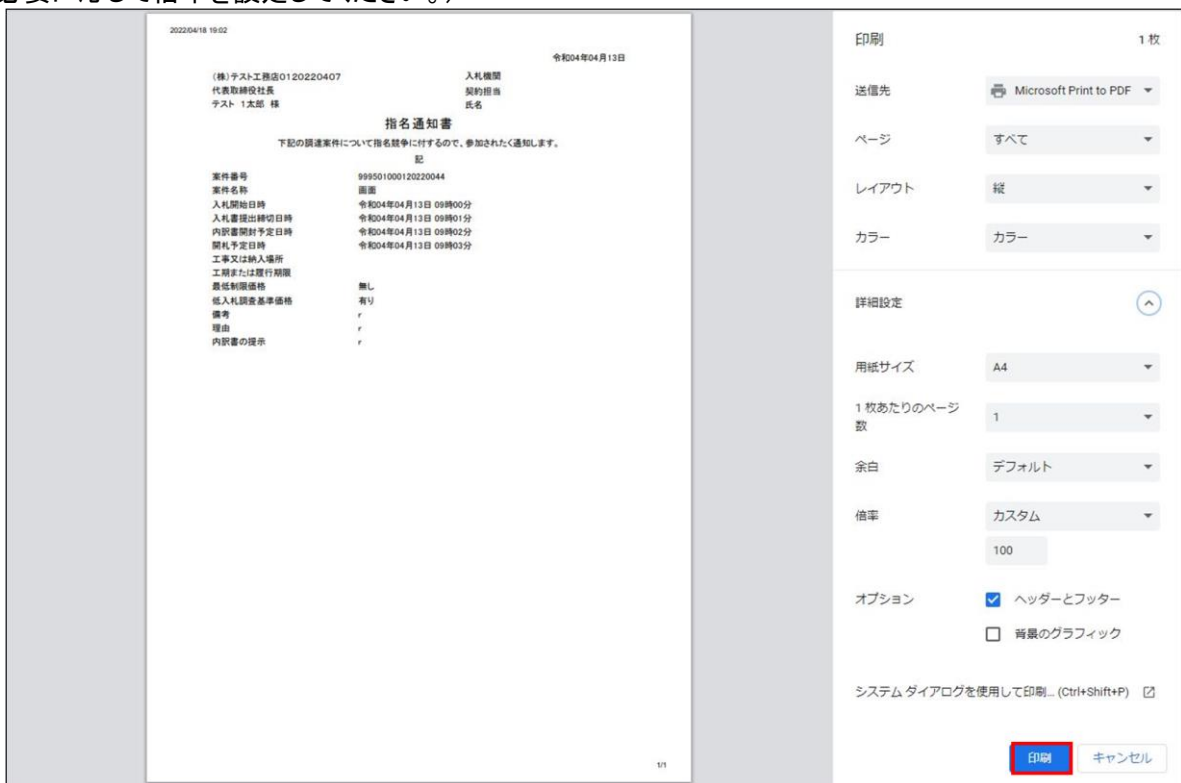 必要に応じて倍率を設定してください。)
2022/04/18 19:02
令和04年04月13日
(株)テスト工務店0120220407 入札機関
代表取締役社長 契約担当
テスト 1太郎 様 氏名
指名通知書
下記の調達案件について指名競争に付するので、参加されたく通知します。
記
案件番号 999501000120220044
案件名称 画面
入札開始日時 令和04年04月13日 09時00分
入札書提出締切日時 令和04年04月13日 09時01分
内訳書開封予定日時 令和04年04月13日 09時02分
開札予定日時 令和04年04月13日 09時03分
工事又は納入場所
工期または履行期限
最低制限価格 無し
低入札調査基準価格 有り
備考 r
理由 r
内訳書の提示 r
1/1
印刷 1 枚
送信先 Microsoft Print to PDF
ページ すべて
レイアウト 縦
カラー カラー
詳細設定
用紙サイズ A4
1 枚あたりのページ
数 1
余白 デフォルト
倍率 カスタム
100
オプション ヘッダーとフッター
背景のグラフィック
システム ダイアログを使用して印刷... (Ctrl+Shift+P)
印刷 キャンセル